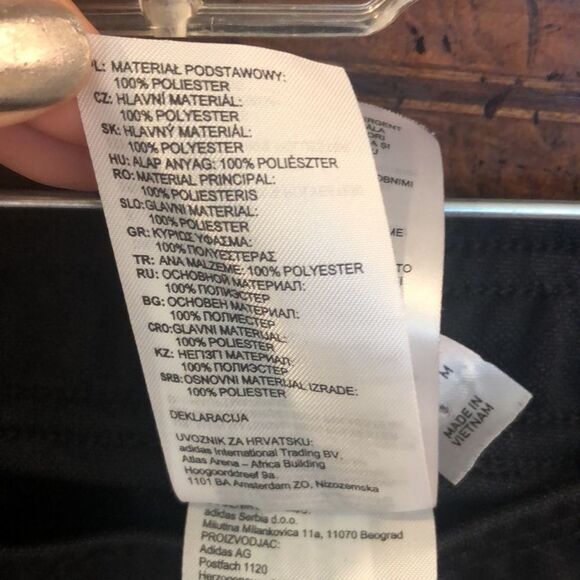 PL: MATERIAŁ PODSTAWOWY:
100% POLIESTER
CZ: HLAVNÍ MATERIÁL:
100% POLYESTER
SK: HLAVNÝ MATERIÁL:
100% POLYESTER
HU: ALAP ANYAG: 100% POLIÉSZTER
RO: MATERIAL PRINCIPAL:
100% POLIESTERIS
SLO: GLAVNI MATERIAL:
100% POLIESTER
GR: ΚΥΡΙΩΣ ΥΦΑΣΜΑ:
100% ΠΟΛΥΕΣΤΕΡΑΣ
TR: ANA MALZEME: 100% POLYESTER
RU: ОСНОВНОЙ МАТЕРИАЛ:
100% ПОЛИЭСТЕР
BG: ОСНОВЕН МАТЕРИАЛ:
100% ПОЛИЕСТЕР
CRO: GLAVNI MATERIJAL:
100% POLIESTER
KZ: НЕГІЗГІ МАТЕРИАЛ:
100% ПОЛИЭСТЕР
SRB: OSNOVNI MATERIJAL IZRADE:
100% POLIESTER
DEKLARACIJA
UVOZNIK ZA HRVATSKU:
adidas International Trading BV.
Atlas Arena – Africa Building
Hoogoorddreef 9a.
1101 BA Amsterdam ZO, Nizozemska
adidas Serbia d.o.o.
Milutina Milankovica 11a, 11070 Beograd
PROIZVODJAC:
Adidas AG
Postfach 1120
M
MADE IN
VIETNAM